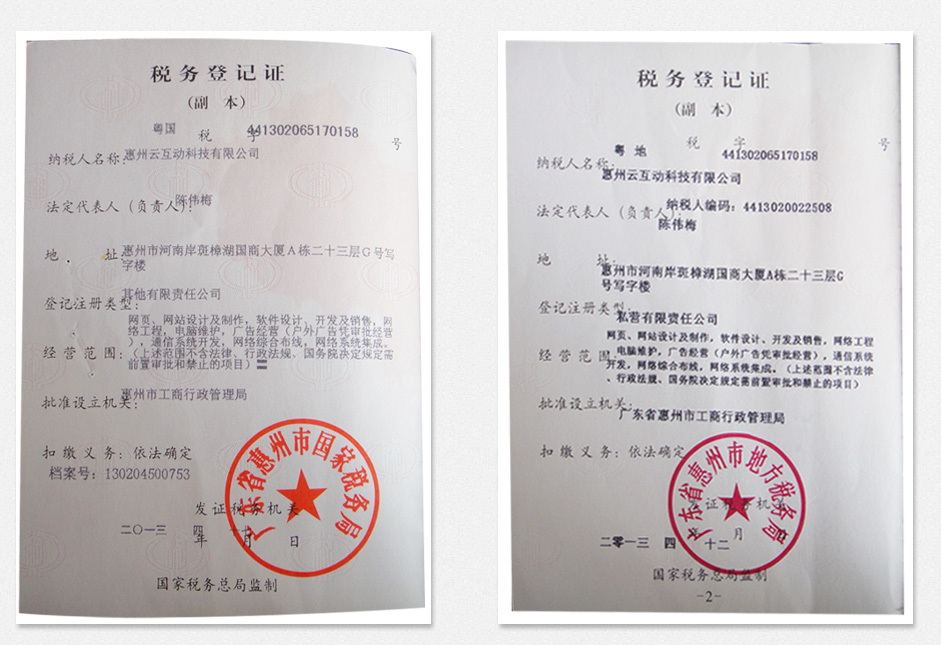 税务登记证
(副 本)
粤国 税 字 441302065170158 号
纳税人名称:惠州云互动科技有限公司
法定代表人(负责人):陈伟梅
地 址:惠州市河南岸斑樟湖国商大厦A栋二十三层G号写
字楼
登记注册类型:其他有限责任公司
网页、网站设计及制作,软件设计、开发及销售,网
络工程,电脑维护,广告经营(户外广告凭审批经营
),通信系统开发,网络综合布线,网络系统集成。
经营范围:(上述范围不含法律、行政法规、国务院决定规定需
前置审批和禁止的项目)
批准设立机关:惠州市工商行政管理局
扣缴义务:依法确定
档案号:130204500753
广东省惠州市国家税务局
发证税务机关
二〇一三年 四月 日
国家税务总局监制
税务登记证
(副 本)
粤地 税 字 441302065170158 号
纳税人名称:惠州云互动科技有限公司
纳税人编码:4413020022508
法定代表人(负责人):陈伟梅
地 址:惠州市河南岸斑樟湖国商大厦A栋二十三层G
号写字楼
登记注册类型:私营有限责任公司
网页、网站设计及制作,软件设计、开发及销售,网络工程
,电脑维护,广告经营(户外广告凭审批经营),通信系统
经营范围:开发,网络综合布线,网络系统集成。(上述范围不含法律
、行政法规、国务院决定规定需前置审批和禁止的项目)
批准设立机关:广东省惠州市工商行政管理局
扣缴义务:依法确定
广东省惠州市地方税务局
发证税务机关
二零一三年 四月 十二日
国家税务总局监制
-2-